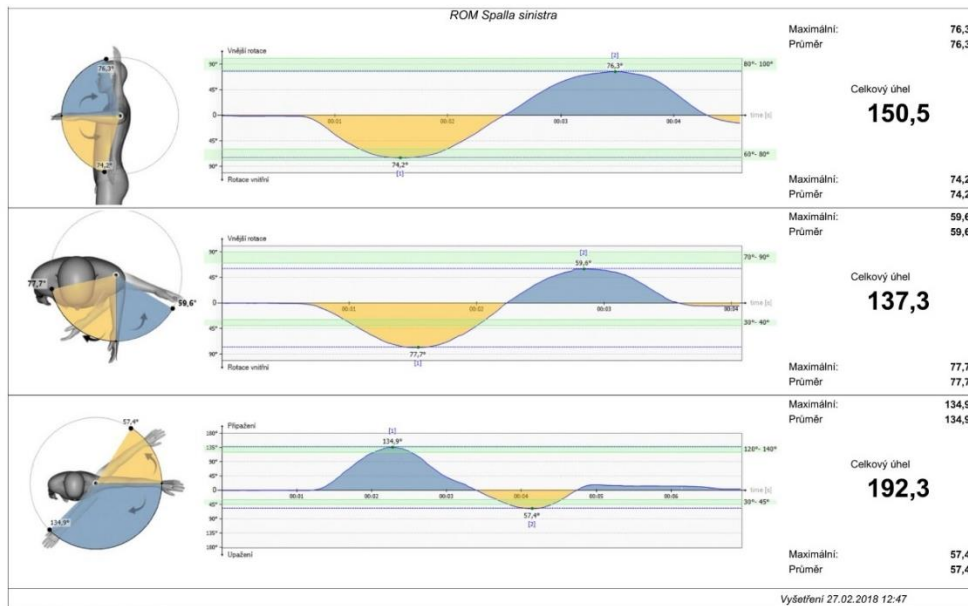 ROM Spalla sinistra
Maximální: 76,3
Průměr 76,3
Celkový úhel
150,5
Maximální: 74,2
Průměr 74,2
76,3°
74,2°
Vnější rotace
90°
45°
0
45°
90°
Rotace vnitřní
[2]
76,3°
74,2°
[1]
00:01 00:02 00:03 00:04 time [s]
80°- 100°
60°- 80°
Maximální: 59,6
Průměr 59,6
Celkový úhel
137,3
Maximální: 77,7
Průměr 77,7
77,7°
59,6°
Vnější rotace
90°
45°
0
45°
90°
Rotace vnitřní
[2]
59,6°
77,7°
[1]
00:01 00:02 00:03 00:04 time [s]
70°- 90°
30°- 40°
Maximální: 134,9
Průměr 134,9
Celkový úhel
192,3
Maximální: 57,4
Průměr 57,4
57,4°
134,9°
Připažení
180°
135°
90°
45°
0
45°
90°
135°
180°
Upažení
[1]
134,9°
57,4°
[2]
00:01 00:02 00:03 00:04 00:05 00:06 time [s]
120°- 140°
30°- 45°
Vyšetření 27.02.2018 12:47